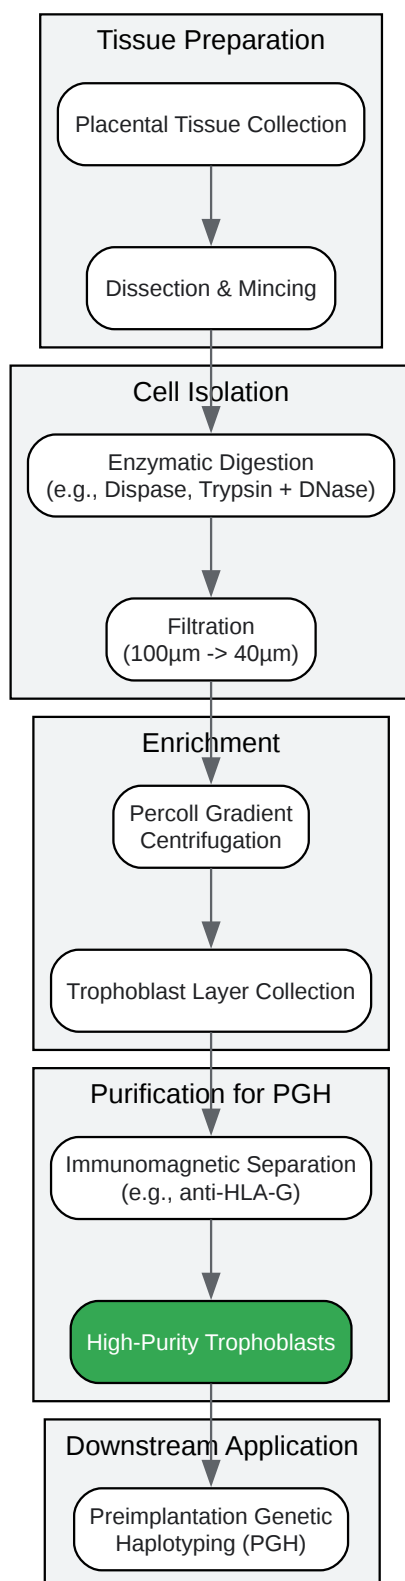 Tissue Preparation
Placental Tissue Collection
Dissection & Mincing
Cell Isolation
Enzymatic Digestion
(e.g., Dispase, Trypsin + DNase)
Filtration
(100µm -> 40µm)
Enrichment
Percoll Gradient
Centrifugation
Trophoblast Layer Collection
Purification for PGH
Immunomagnetic Separation
(e.g., anti-HLA-G)
High-Purity Trophoblasts
Downstream Application
Preimplantation Genetic
Haplotyping (PGH)